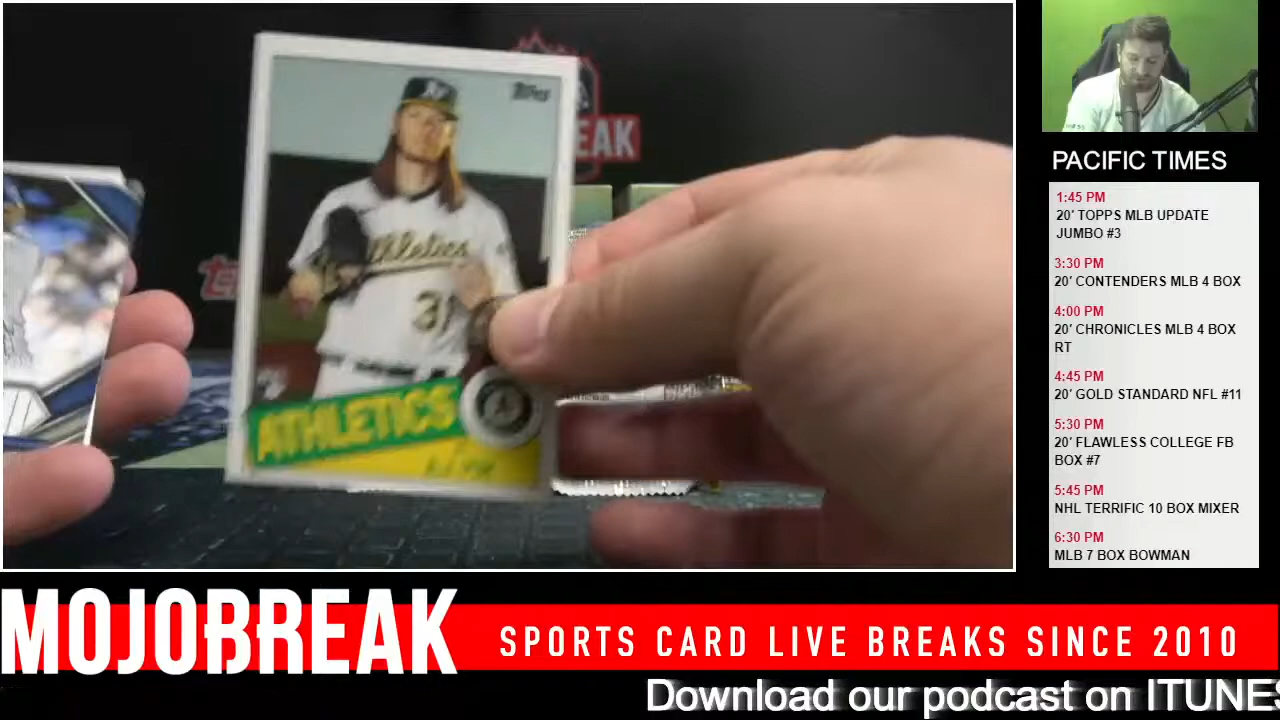 Topps
EAK
Athletics
31
ATHLETICS
PACIFIC TIMES
1:45 PM
20' TOPPS MLB UPDATE
JUMBO #3
3:30 PM
20' CONTENDERS MLB 4 BOX
4:00 PM
20' CHRONICLES MLB 4 BOX
RT
4:45 PM
20' GOLD STANDARD NFL #11
5:30 PM
20' FLAWLESS COLLEGE FB
BOX #7
5:45 PM
NHL TERRIFIC 10 BOX MIXER
6:30 PM
MLB 7 BOX BOWMAN
MOJOBREAK
SPORTS CARD LIVE BREAKS SINCE 2010
Download our podcast on ITUNES